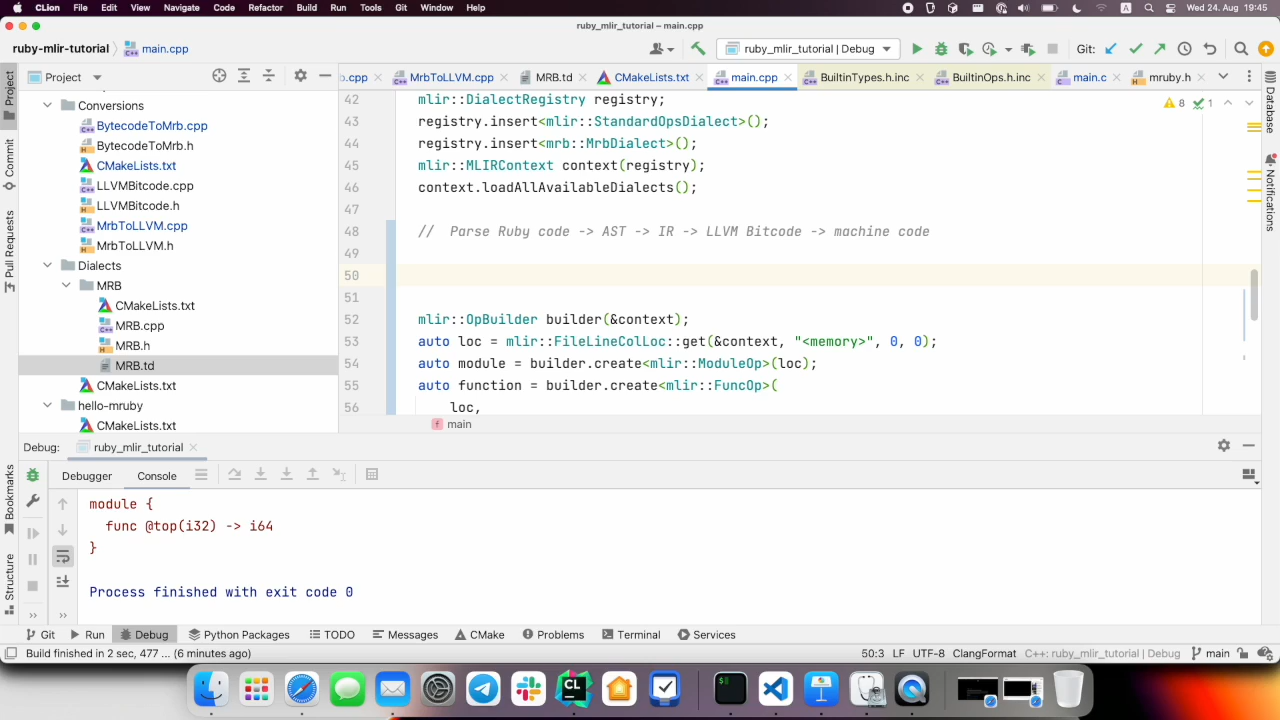 CLion File Edit View Navigate Code Refactor Build Run Tools Git Window Help A Wed 24. Aug 19:45
ruby_mlir_tutorial – main.cpp
ruby-mlir-tutorial main.cpp ruby_mlir_tutorial | Debug Git:
Project b.cpp MrbToLLVM.cpp MRB.td CMakeLists.txt main.cpp BuiltinTypes.h.inc BuiltinOps.h.inc main.c mruby.h
Project
Commit
Pull Requests
Bookmarks
Structure
Conversions
BytecodeToMrb.cpp
BytecodeToMrb.h
CMakeLists.txt
LLVMBitcode.cpp
LLVMBitcode.h
MrbToLLVM.cpp
MrbToLLVM.h
Dialects
MRB
CMakeLists.txt
MRB.cpp
MRB.h
MRB.td
CMakeLists.txt
hello-mruby
CMakeLists.txt
8 1
42 mlir::DialectRegistry registry;
43 registry.insert<mlir::StandardOpsDialect>();
44 registry.insert<mrb::MrbDialect>();
45 mlir::MLIRContext context(registry);
46 context.loadAllAvailableDialects();
47
48 // Parse Ruby code -> AST -> IR -> LLVM Bitcode -> machine code
49
50
51
52 mlir::OpBuilder builder(&context);
53 auto loc = mlir::FileLineColLoc::get(&context, "<memory>", 0, 0);
54 auto module = builder.create<mlir::ModuleOp>(loc);
55 auto function = builder.create<mlir::FuncOp>(
56 loc,
f main
Database
Notifications
Debug: ruby_mlir_tutorial
Debugger Console
module {
func @top(i32) -> i64
}
Process finished with exit code 0
Git Run Debug Python Packages TODO Messages CMake Problems Terminal Services
Build finished in 2 sec, 477 ... (6 minutes ago) 50:3 LF UTF-8 ClangFormat C++: ruby_mlir_tutorial | Debug main
CL